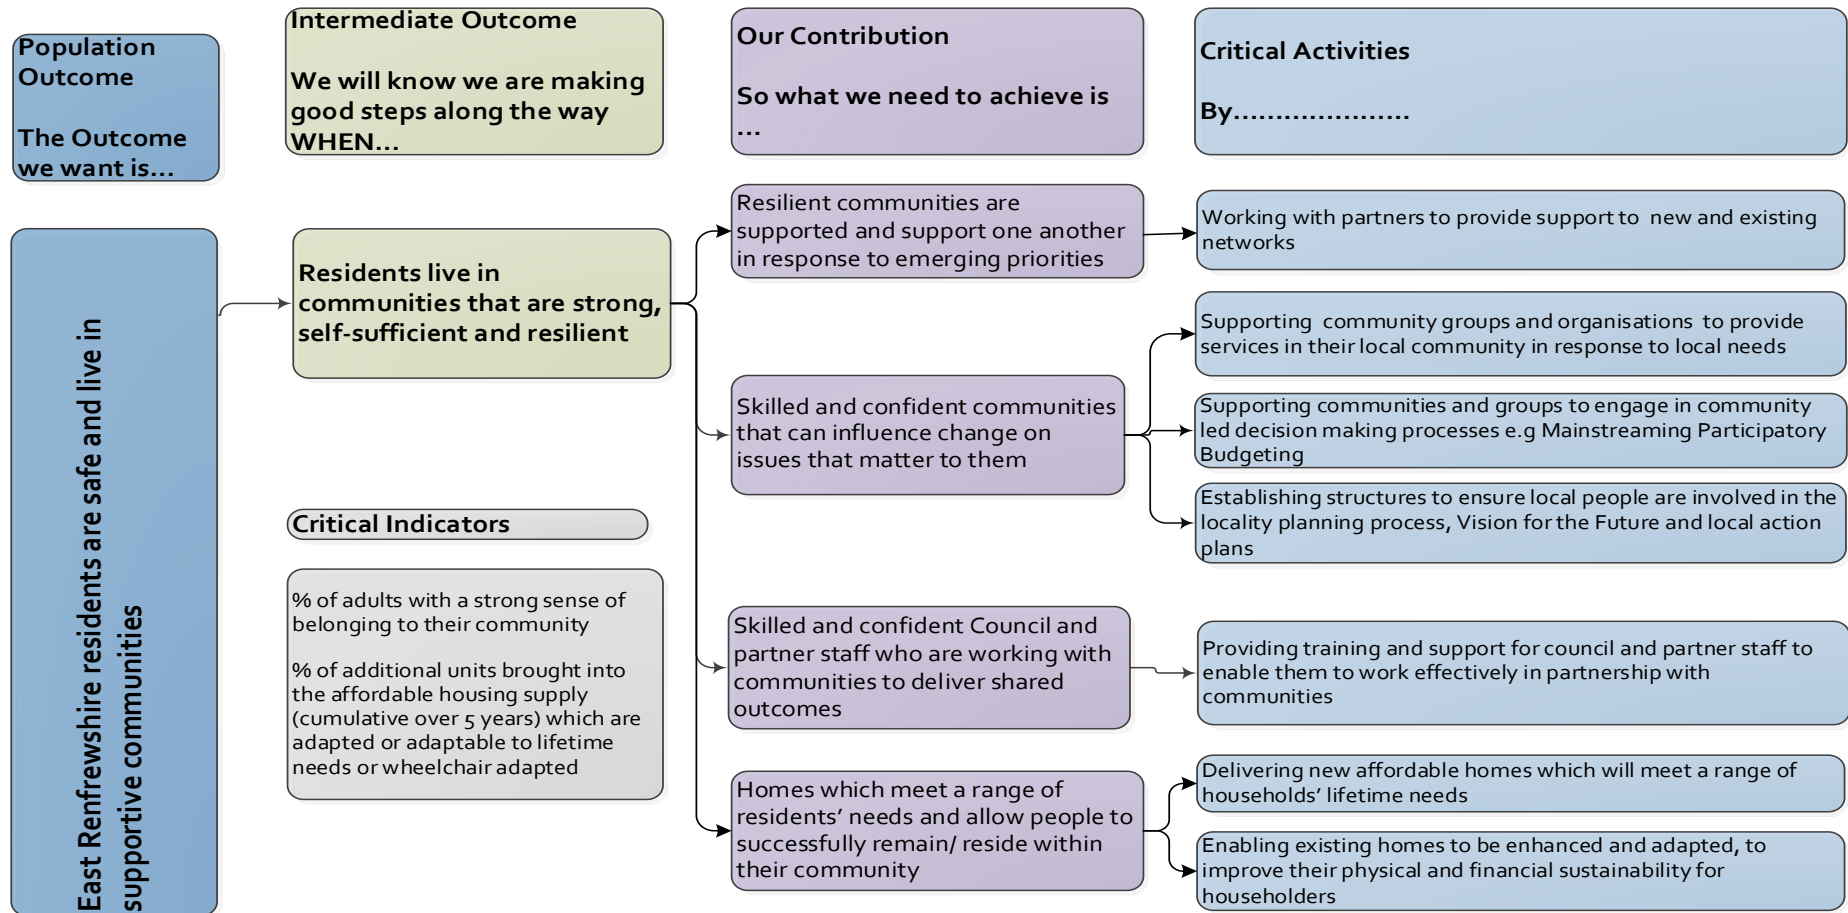 Population
Outcome
The Outcome
we want is...
Intermediate Outcome
We will know we are making
good steps along the way
WHEN...
Our Contribution
So what we need to achieve is
...
Critical Activities
By.....................
East Renfrewshire residents are safe and live in
supportive communities
Residents live in
communities that are strong,
self-sufficient and resilient
Critical Indicators
% of adults with a strong sense of
belonging to their community
% of additional units brought into
the affordable housing supply
(cumulative over 5 years) which are
adapted or adaptable to lifetime
needs or wheelchair adapted
Resilient communities are
supported and support one another
in response to emerging priorities
Working with partners to provide support to  new and existing
networks
Skilled and confident communities
that can influence change on
issues that matter to them
Supporting  community groups and organisations  to provide
services in their local community in response to local needs
Supporting communities and groups to engage in community
led decision making processes e.g Mainstreaming Participatory
Budgeting
Establishing structures to ensure local people are involved in the
locality planning process, Vision for the Future and local action
plans
Skilled and confident Council and
partner staff who are working with
communities to deliver shared
outcomes
Providing training and support for council and partner staff to
enable them to work effectively in partnership with
communities
Homes which meet a range of
residents' needs and allow people to
successfully remain/ reside within
their community
Delivering new affordable homes which will meet a range of
households' lifetime needs
Enabling existing homes to be enhanced and adapted, to
improve their physical and financial sustainability for
householders